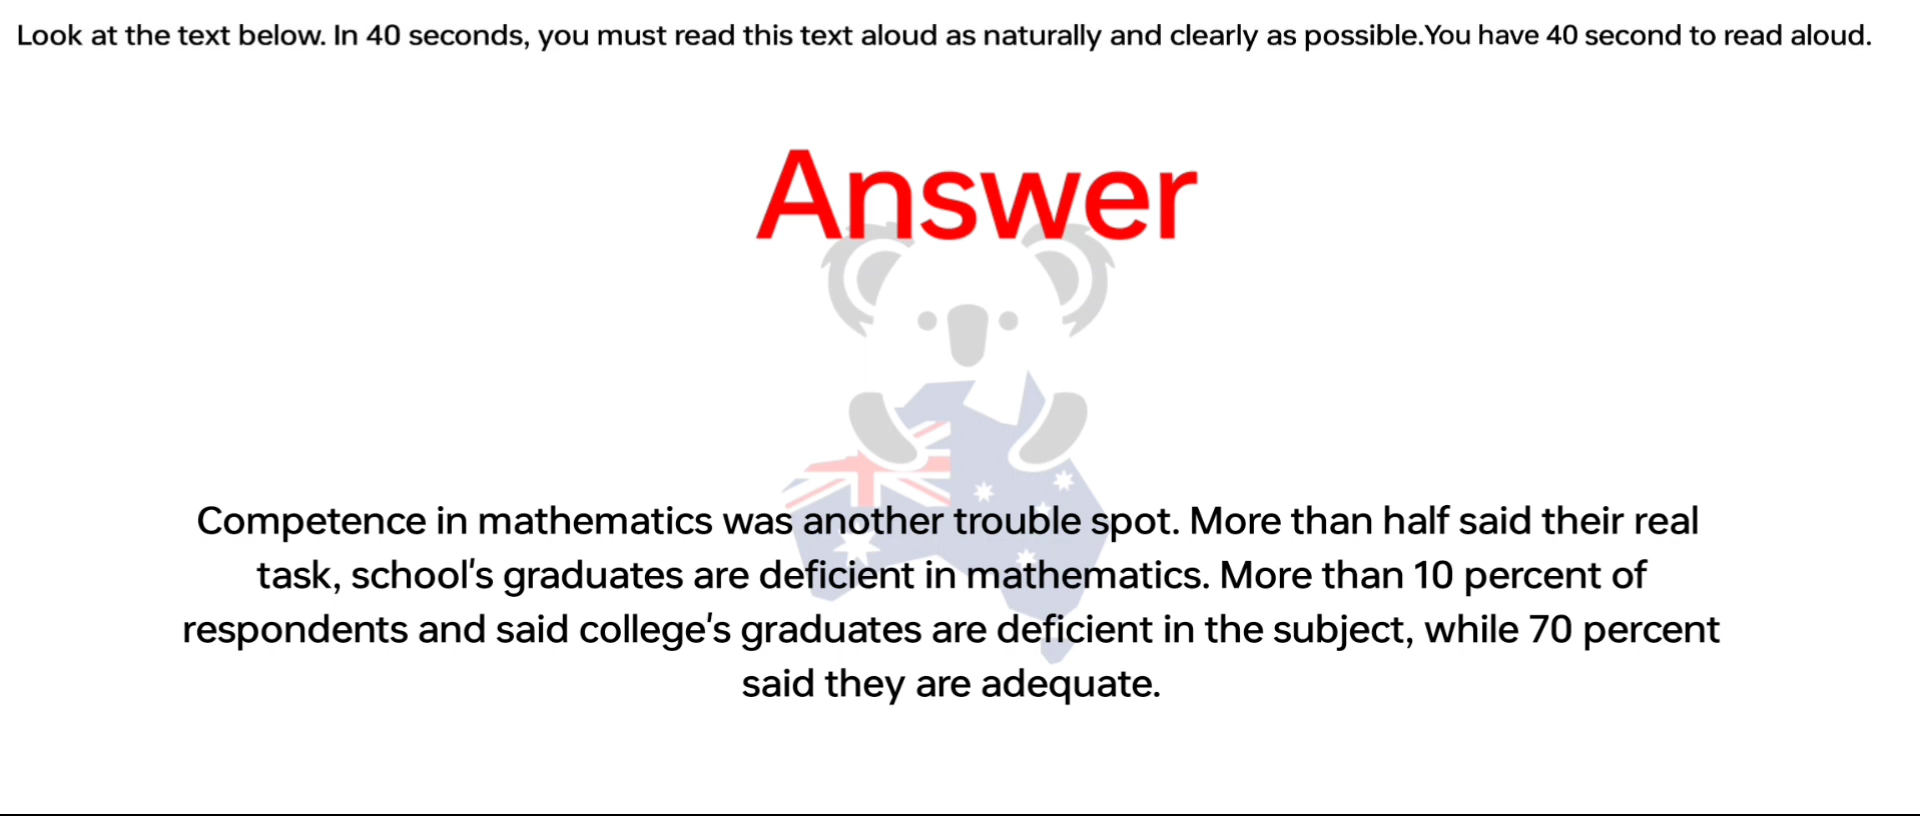 Look at the text below. In 40 seconds, you must read this text aloud as naturally and clearly as possible.You have 40 second to read aloud.
Answer
Competence in mathematics was another trouble spot. More than half said their real
task, school's graduates are deficient in mathematics. More than 10 percent of
respondents and said college's graduates are deficient in the subject, while 70 percent
said they are adequate.